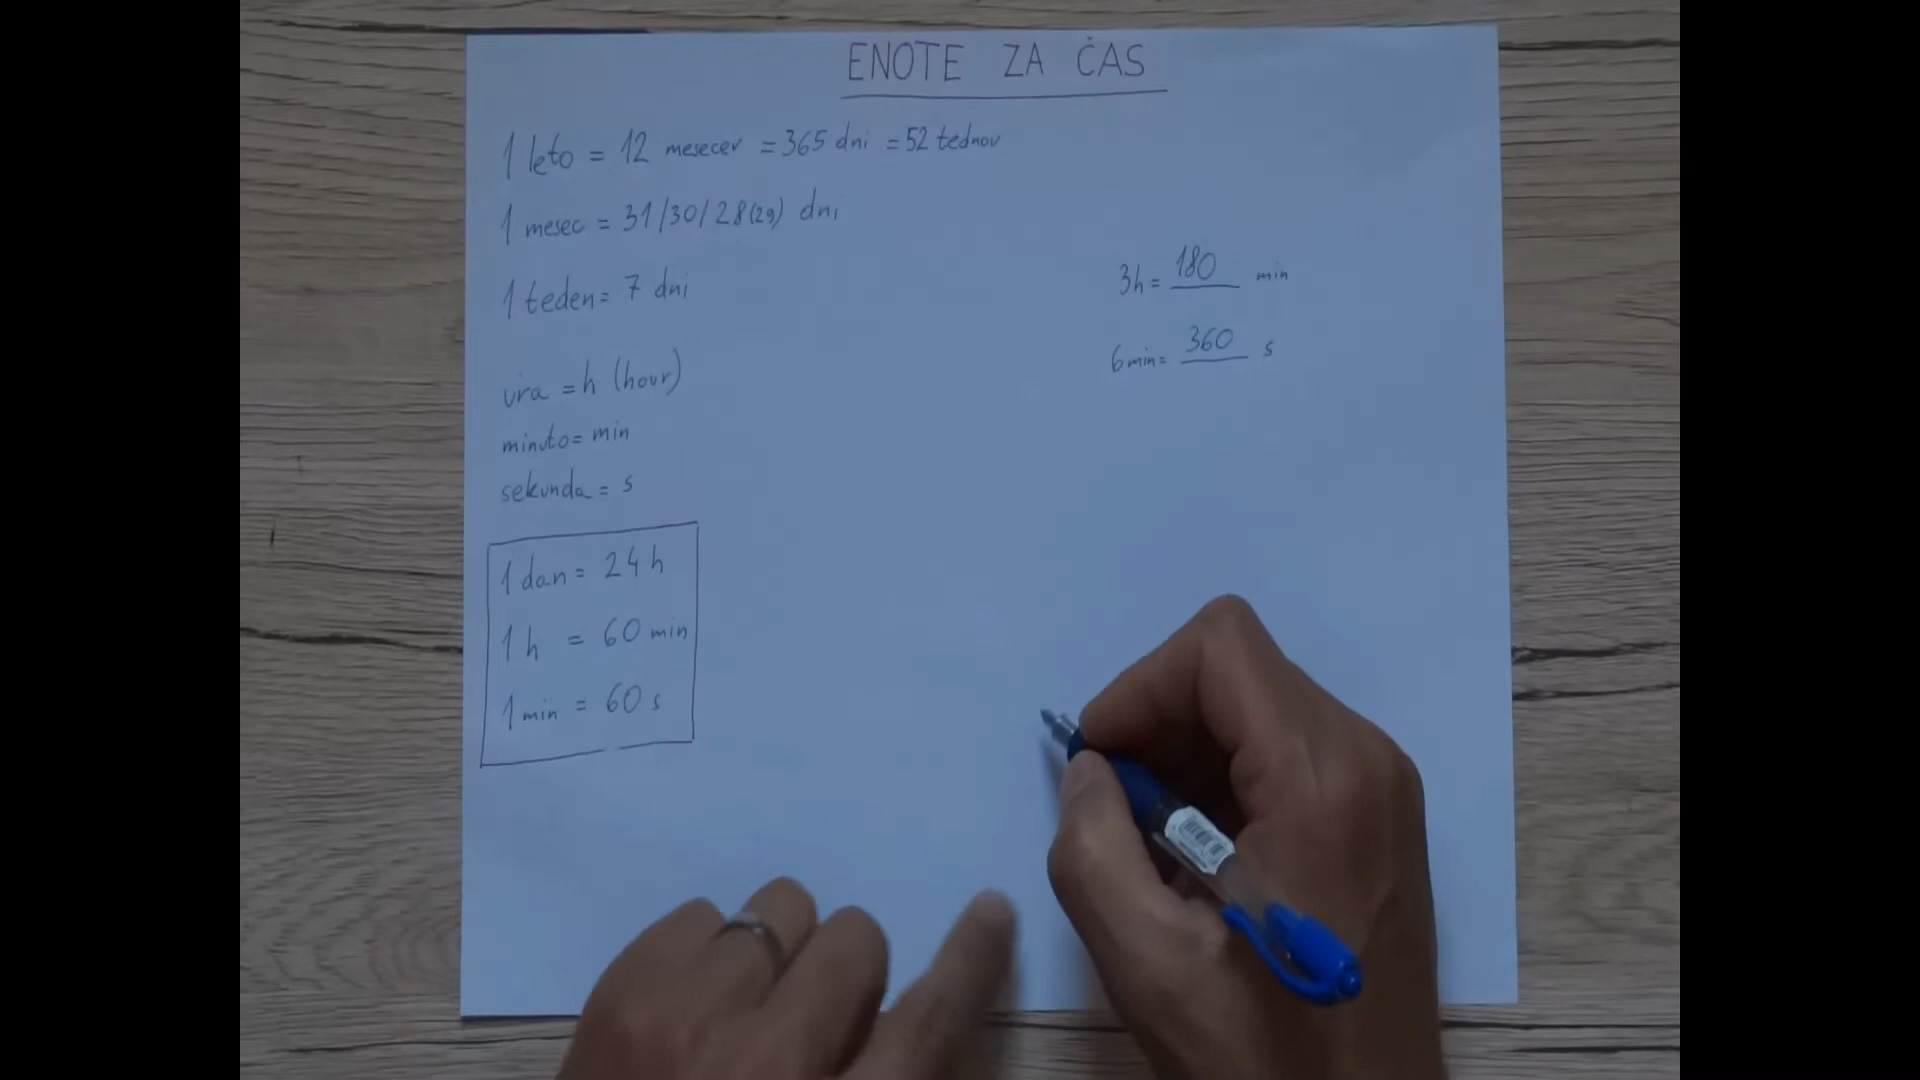 ENOTE ZA ČAS
1 leto = 12 mesecev = 365 dni = 52 tednov
1 mesec = 31/30/28(29) dni
1 teden = 7 dni
ura = h (hour)
minuto = min
sekunda = s
1 dan = 24 h
1 h = 60 min
1 min = 60 s
3h = 180 min
6min = 360 s